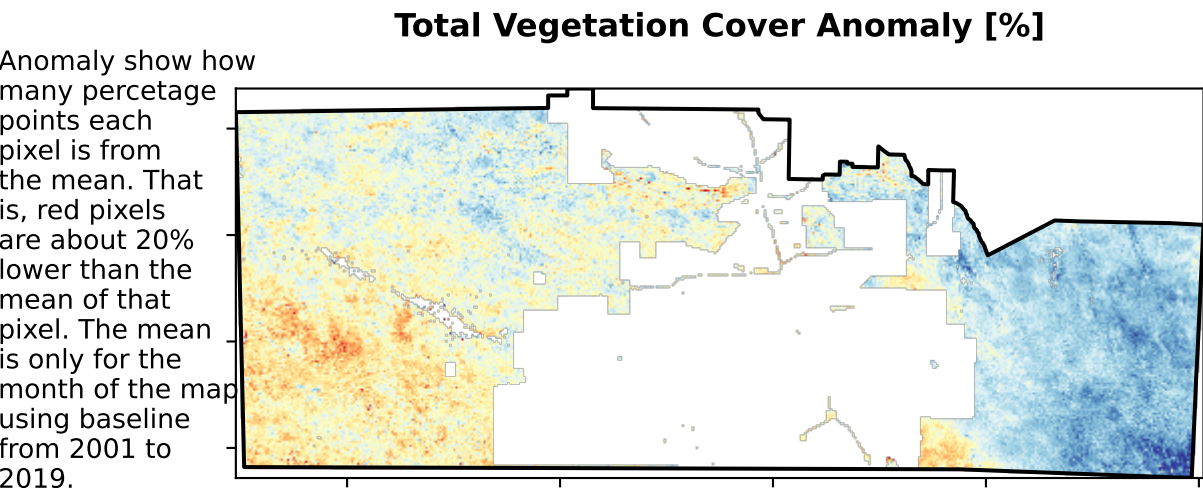 Total Vegetation Cover Anomaly [%]
Anomaly show how
many percetage
points each
pixel is from
the mean. That
is, red pixels
are about 20%
lower than the
mean of that
pixel. The mean
is only for the
month of the map
using baseline
from 2001 to
2019.